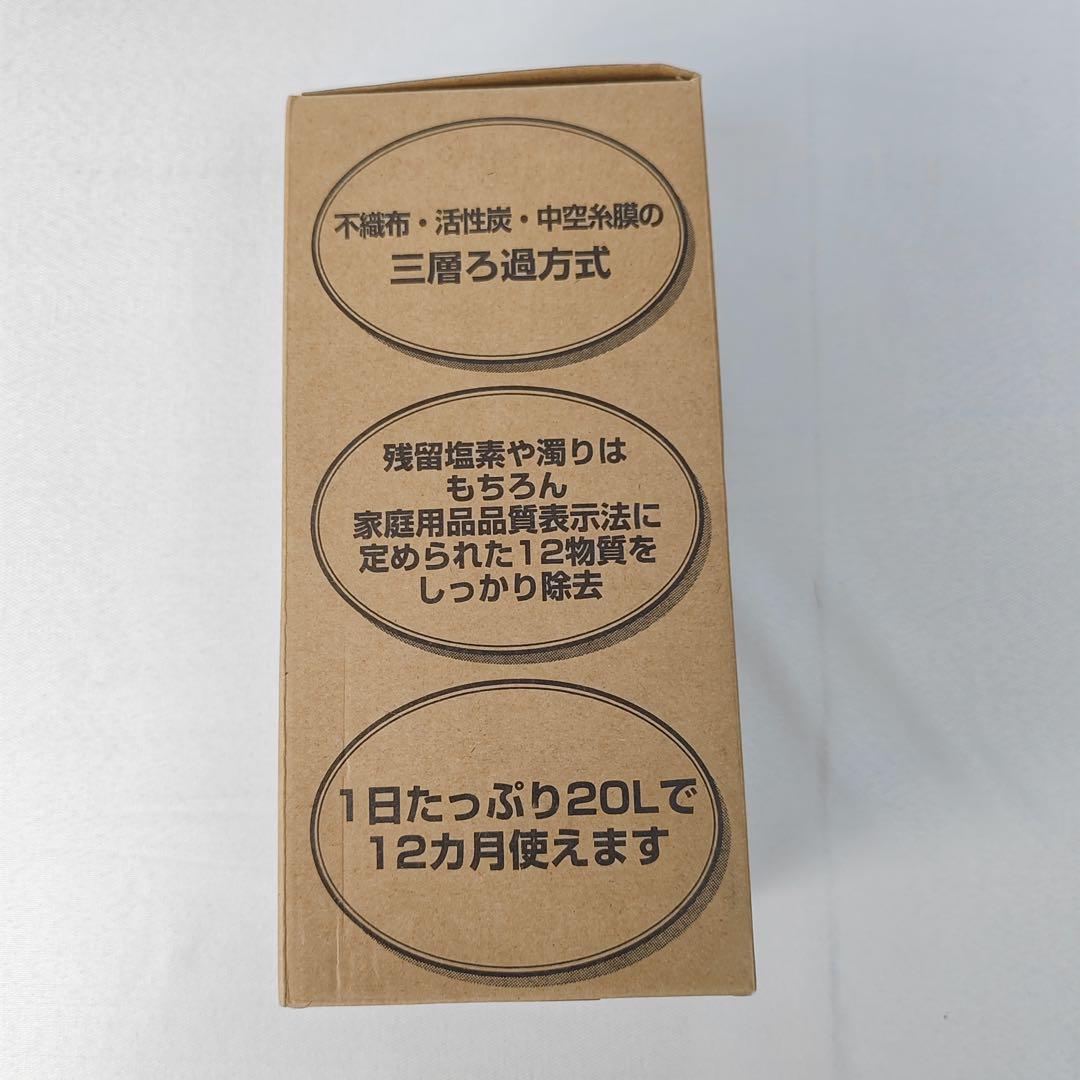 不織布・活性炭・中空糸膜の
三層ろ過方式
残留塩素や濁りは
もちろん
家庭用品品質表示法に
定められた12物質を
しっかり除去
1日たっぷり20Lで
12カ月使えます